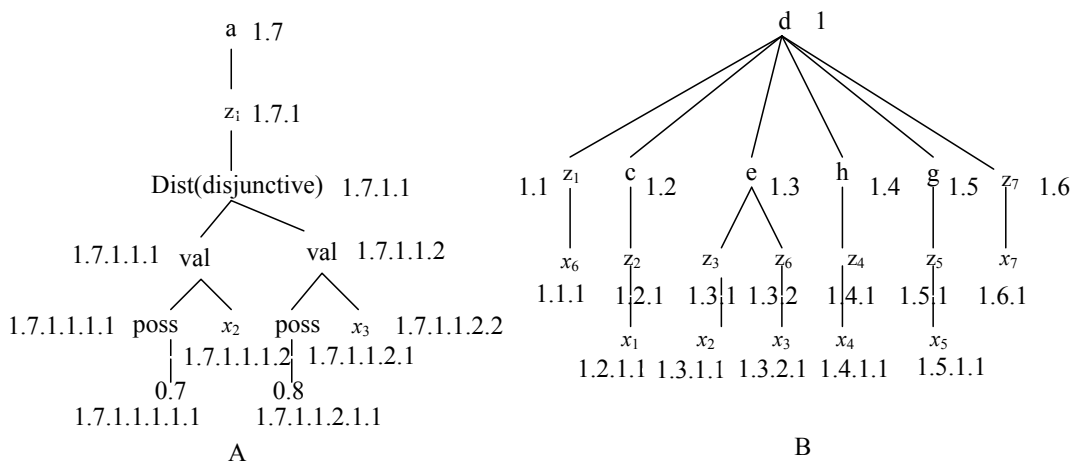 a 1.7
z₁ 1.7.1
Dist(disjunctive) 1.7.1.1
1.7.1.1.1 val val 1.7.1.1.2
1.7.1.1.1.1 poss x₂ poss x₃ 1.7.1.1.2.2
1.7.1.1.1.2 1.7.1.1.2.1
0.7 0.8
1.7.1.1.1.1.1 1.7.1.1.2.1.1
A
d 1
1.1 z₁ c 1.2 e 1.3 h 1.4 g 1.5 z₇ 1.6
x₆ z₂ z₃ z₆ z₄ z₅ x₇
1.1.1 1.2.1 1.3.1 1.3.2 1.4.1 1.5.1 1.6.1
x₁ x₂ x₃ x₄ x₅
1.2.1.1 1.3.1.1 1.3.2.1 1.4.1.1 1.5.1.1
B